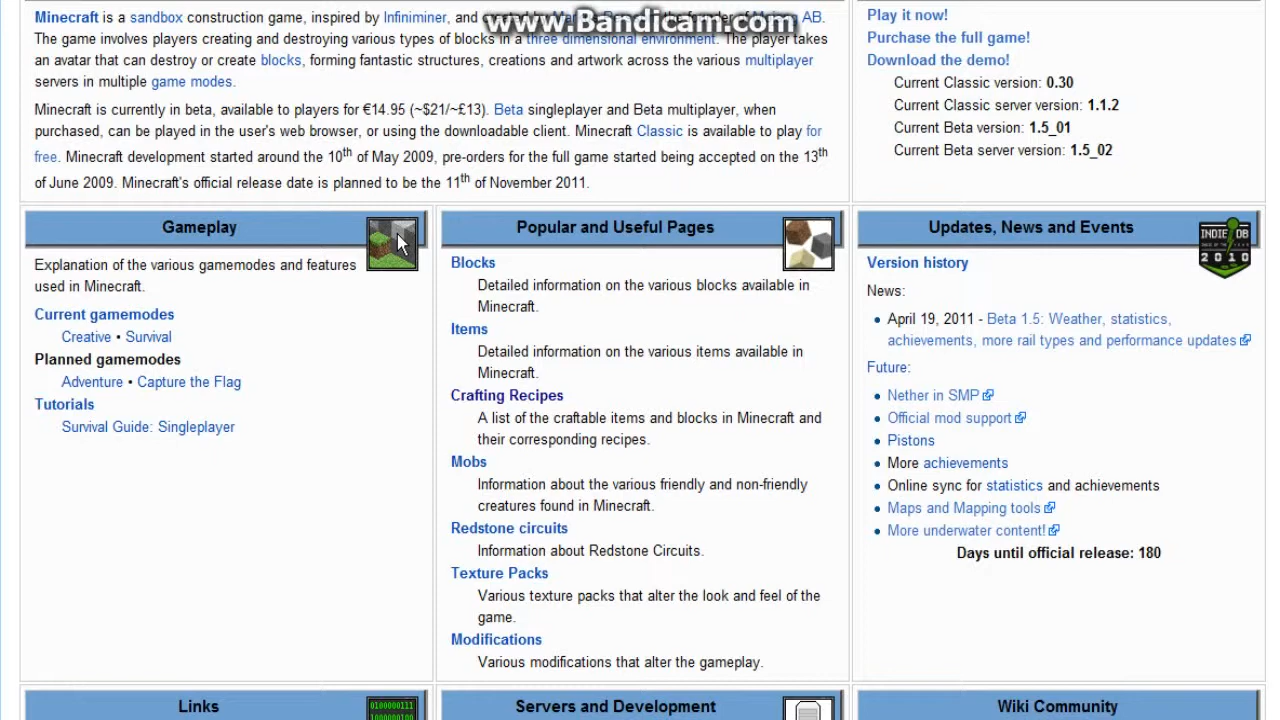 Minecraft is a sandbox construction game, inspired by Infiniminer, and
www.Bandicam.com
AB.
The game involves players creating and destroying various types of blocks in a three dimensional environment. The player takes
an avatar that can destroy or create blocks, forming fantastic structures, creations and artwork across the various multiplayer
servers in multiple game modes.
Minecraft is currently in beta, available to players for €14.95 (~$21/~£13). Beta singleplayer and Beta multiplayer, when
purchased, can be played in the user's web browser, or using the downloadable client. Minecraft Classic is available to play for
free. Minecraft development started around the 10th of May 2009, pre-orders for the full game started being accepted on the 13th
of June 2009. Minecraft's official release date is planned to be the 11th of November 2011.
Play it now!
Purchase the full game!
Download the demo!
Current Classic version: 0.30
Current Classic server version: 1.1.2
Current Beta version: 1.5_01
Current Beta server version: 1.5_02
Gameplay
Explanation of the various gamemodes and features
used in Minecraft.
Current gamemodes
Creative • Survival
Planned gamemodes
Adventure • Capture the Flag
Tutorials
Survival Guide: Singleplayer
Popular and Useful Pages
Blocks
Detailed information on the various blocks available in
Minecraft.
Items
Detailed information on the various items available in
Minecraft.
Crafting Recipes
A list of the craftable items and blocks in Minecraft and
their corresponding recipes.
Mobs
Information about the various friendly and non-friendly
creatures found in Minecraft.
Redstone circuits
Information about Redstone Circuits.
Texture Packs
Various texture packs that alter the look and feel of the
game.
Modifications
Various modifications that alter the gameplay.
Updates, News and Events
INDIE DB
2010
Version history
News:
• April 19, 2011 - Beta 1.5: Weather, statistics,
achievements, more rail types and performance updates
Future:
• Nether in SMP
• Official mod support
• Pistons
• More achievements
• Online sync for statistics and achievements
• Maps and Mapping tools
• More underwater content!
Days until official release: 180
Links
0100000111
Servers and Development
Wiki Community